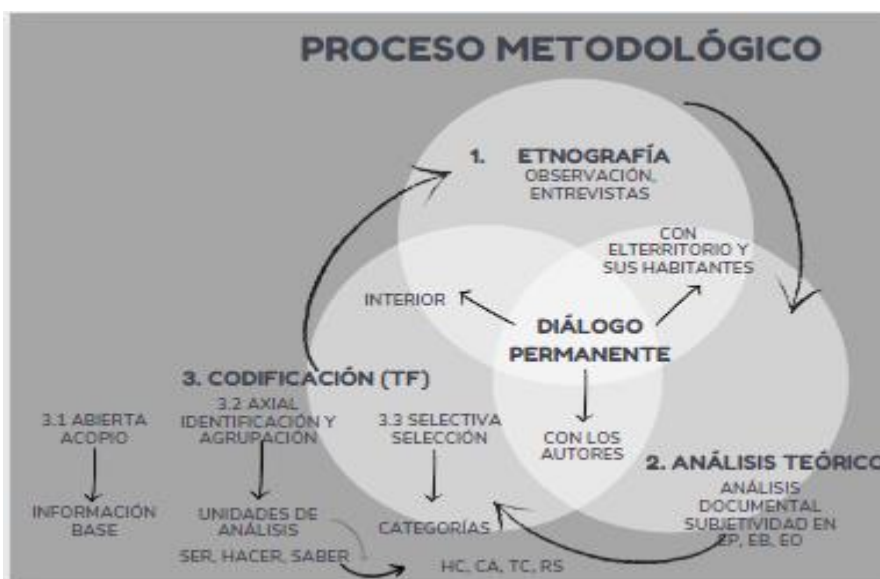 PROCESO METODOLÓGICO
1. ETNOGRAFÍA
OBSERVACIÓN,
ENTREVISTAS
CON
ELTERRITORIO Y
SUS HABITANTES
INTERIOR
DIÁLOGO
PERMANENTE
CON LOS
AUTORES
2. ANÁLISIS TEÓRICO
ANÁLISIS
DOCUMENTAL
SUBJETIVIDAD EN
EP, EB, EO
3. CODIFICACIÓN (TF)
3.1 ABIERTA
ACOPIO
INFORMACIÓN
BASE
3.2 AXIAL
IDENTIFICACIÓN Y
AGRUPACIÓN
UNIDADES DE
ANÁLISIS
SER, HACER, SABER
3.3 SELECTIVA
SELECCIÓN
CATEGORÍAS
HC, CA, TC, RS